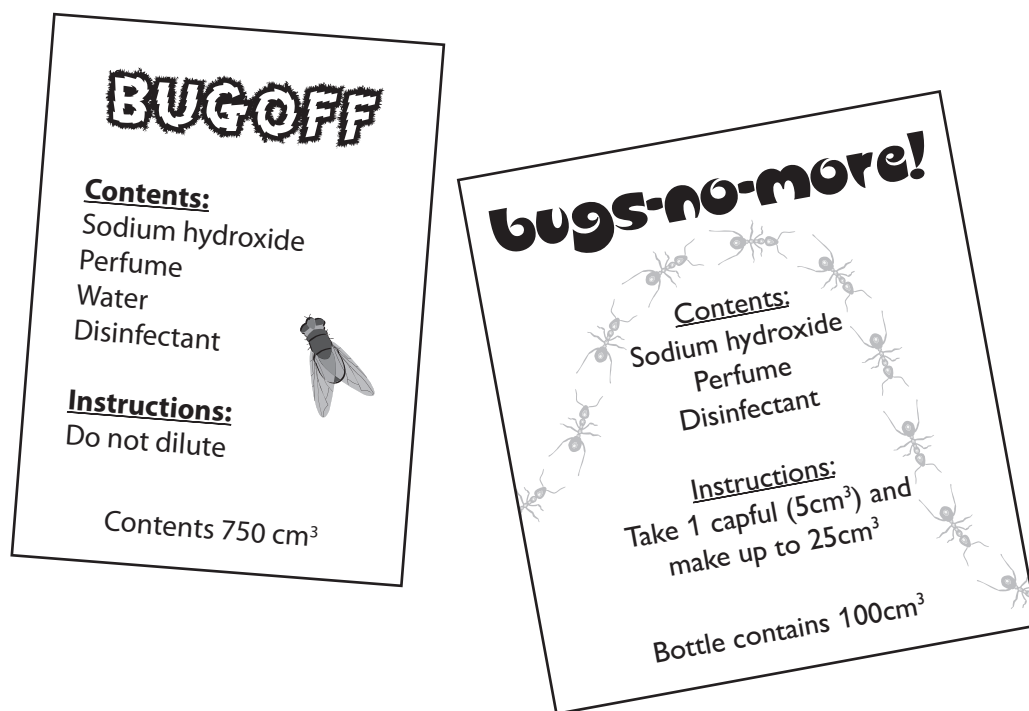 BUGOFF
Contents:
Sodium hydroxide
Perfume
Water
Disinfectant
Instructions:
Do not dilute
Contents 750 cm³
bugs-no-more!
Contents:
Sodium hydroxide
Perfume
Disinfectant
Instructions:
Take 1 capful (5cm³) and
make up to 25cm³
Bottle contains 100cm³